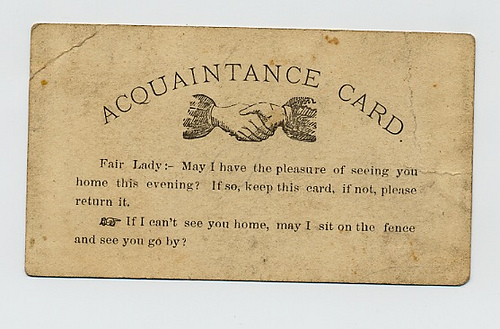 ACQUAINTANCE CARD
Fair Lady:– May I have the pleasure of seeing you
home this evening? If so, keep this card, if not, please
return it.
☞ If I can't see you home, may I sit on the fence
and see you go by?